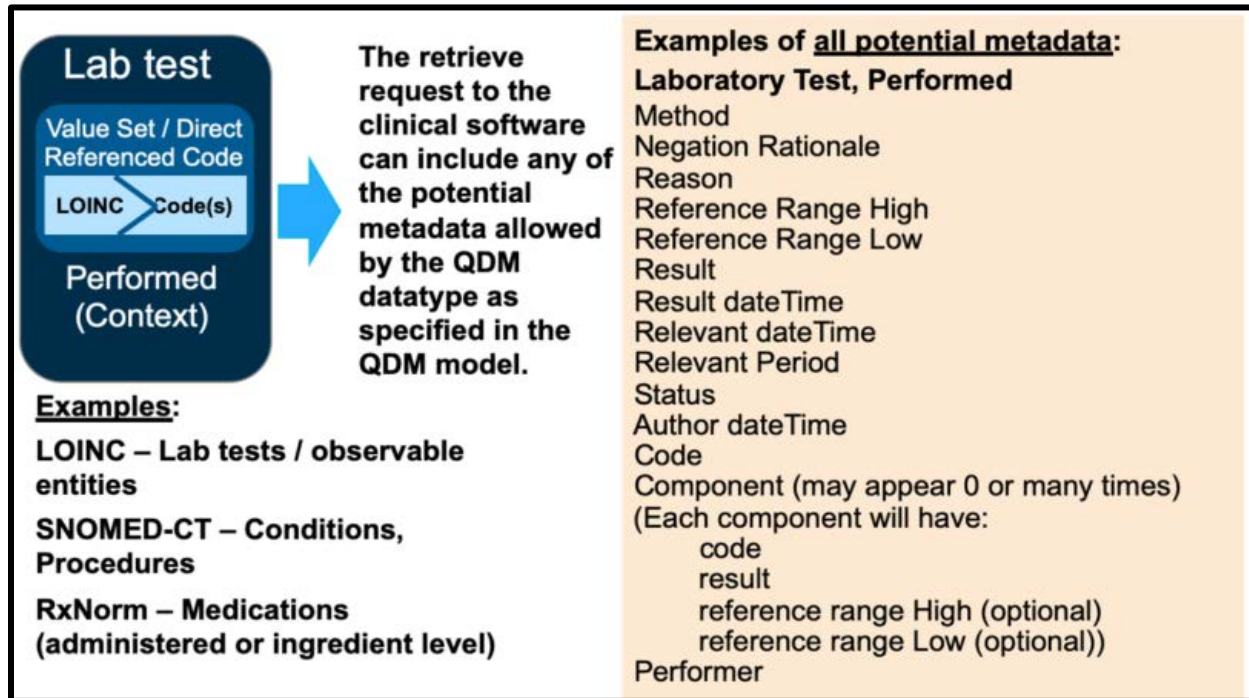 Lab test
Value Set / Direct
Referenced Code
LOINC
Code(s)
Performed
(Context)
The retrieve
request to the
clinical software
can include any of
the potential
metadata allowed
by the QDM
datatype as
specified in the
QDM model.
Examples:
LOINC – Lab tests / observable
entities
SNOMED-CT – Conditions,
Procedures
RxNorm – Medications
(administered or ingredient level)
Examples of all potential metadata:
Laboratory Test, Performed
Method
Negation Rationale
Reason
Reference Range High
Reference Range Low
Result
Result dateTime
Relevant dateTime
Relevant Period
Status
Author dateTime
Code
Component (may appear 0 or many times)
(Each component will have:
code
result
reference range High (optional)
reference range Low (optional))
Performer